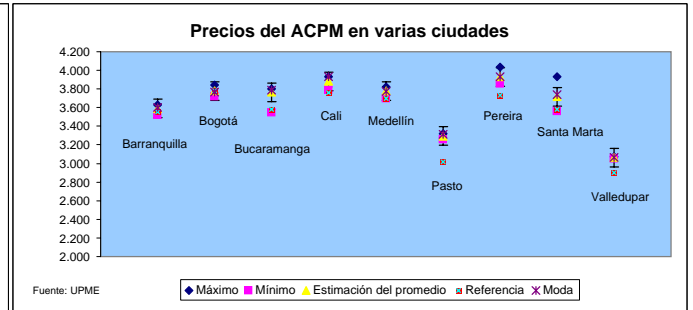 Precios del ACPM en varias ciudades
4.200
4.000
3.800
3.600
3.400
3.200
3.000
2.800
2.600
2.400
2.200
2.000
Barranquilla
Bogotá
Bucaramanga
Cali
Medellín
Pasto
Pereira
Santa Marta
Valledupar
Fuente: UPME
Máximo Mínimo Estimación del promedio Referencia Moda